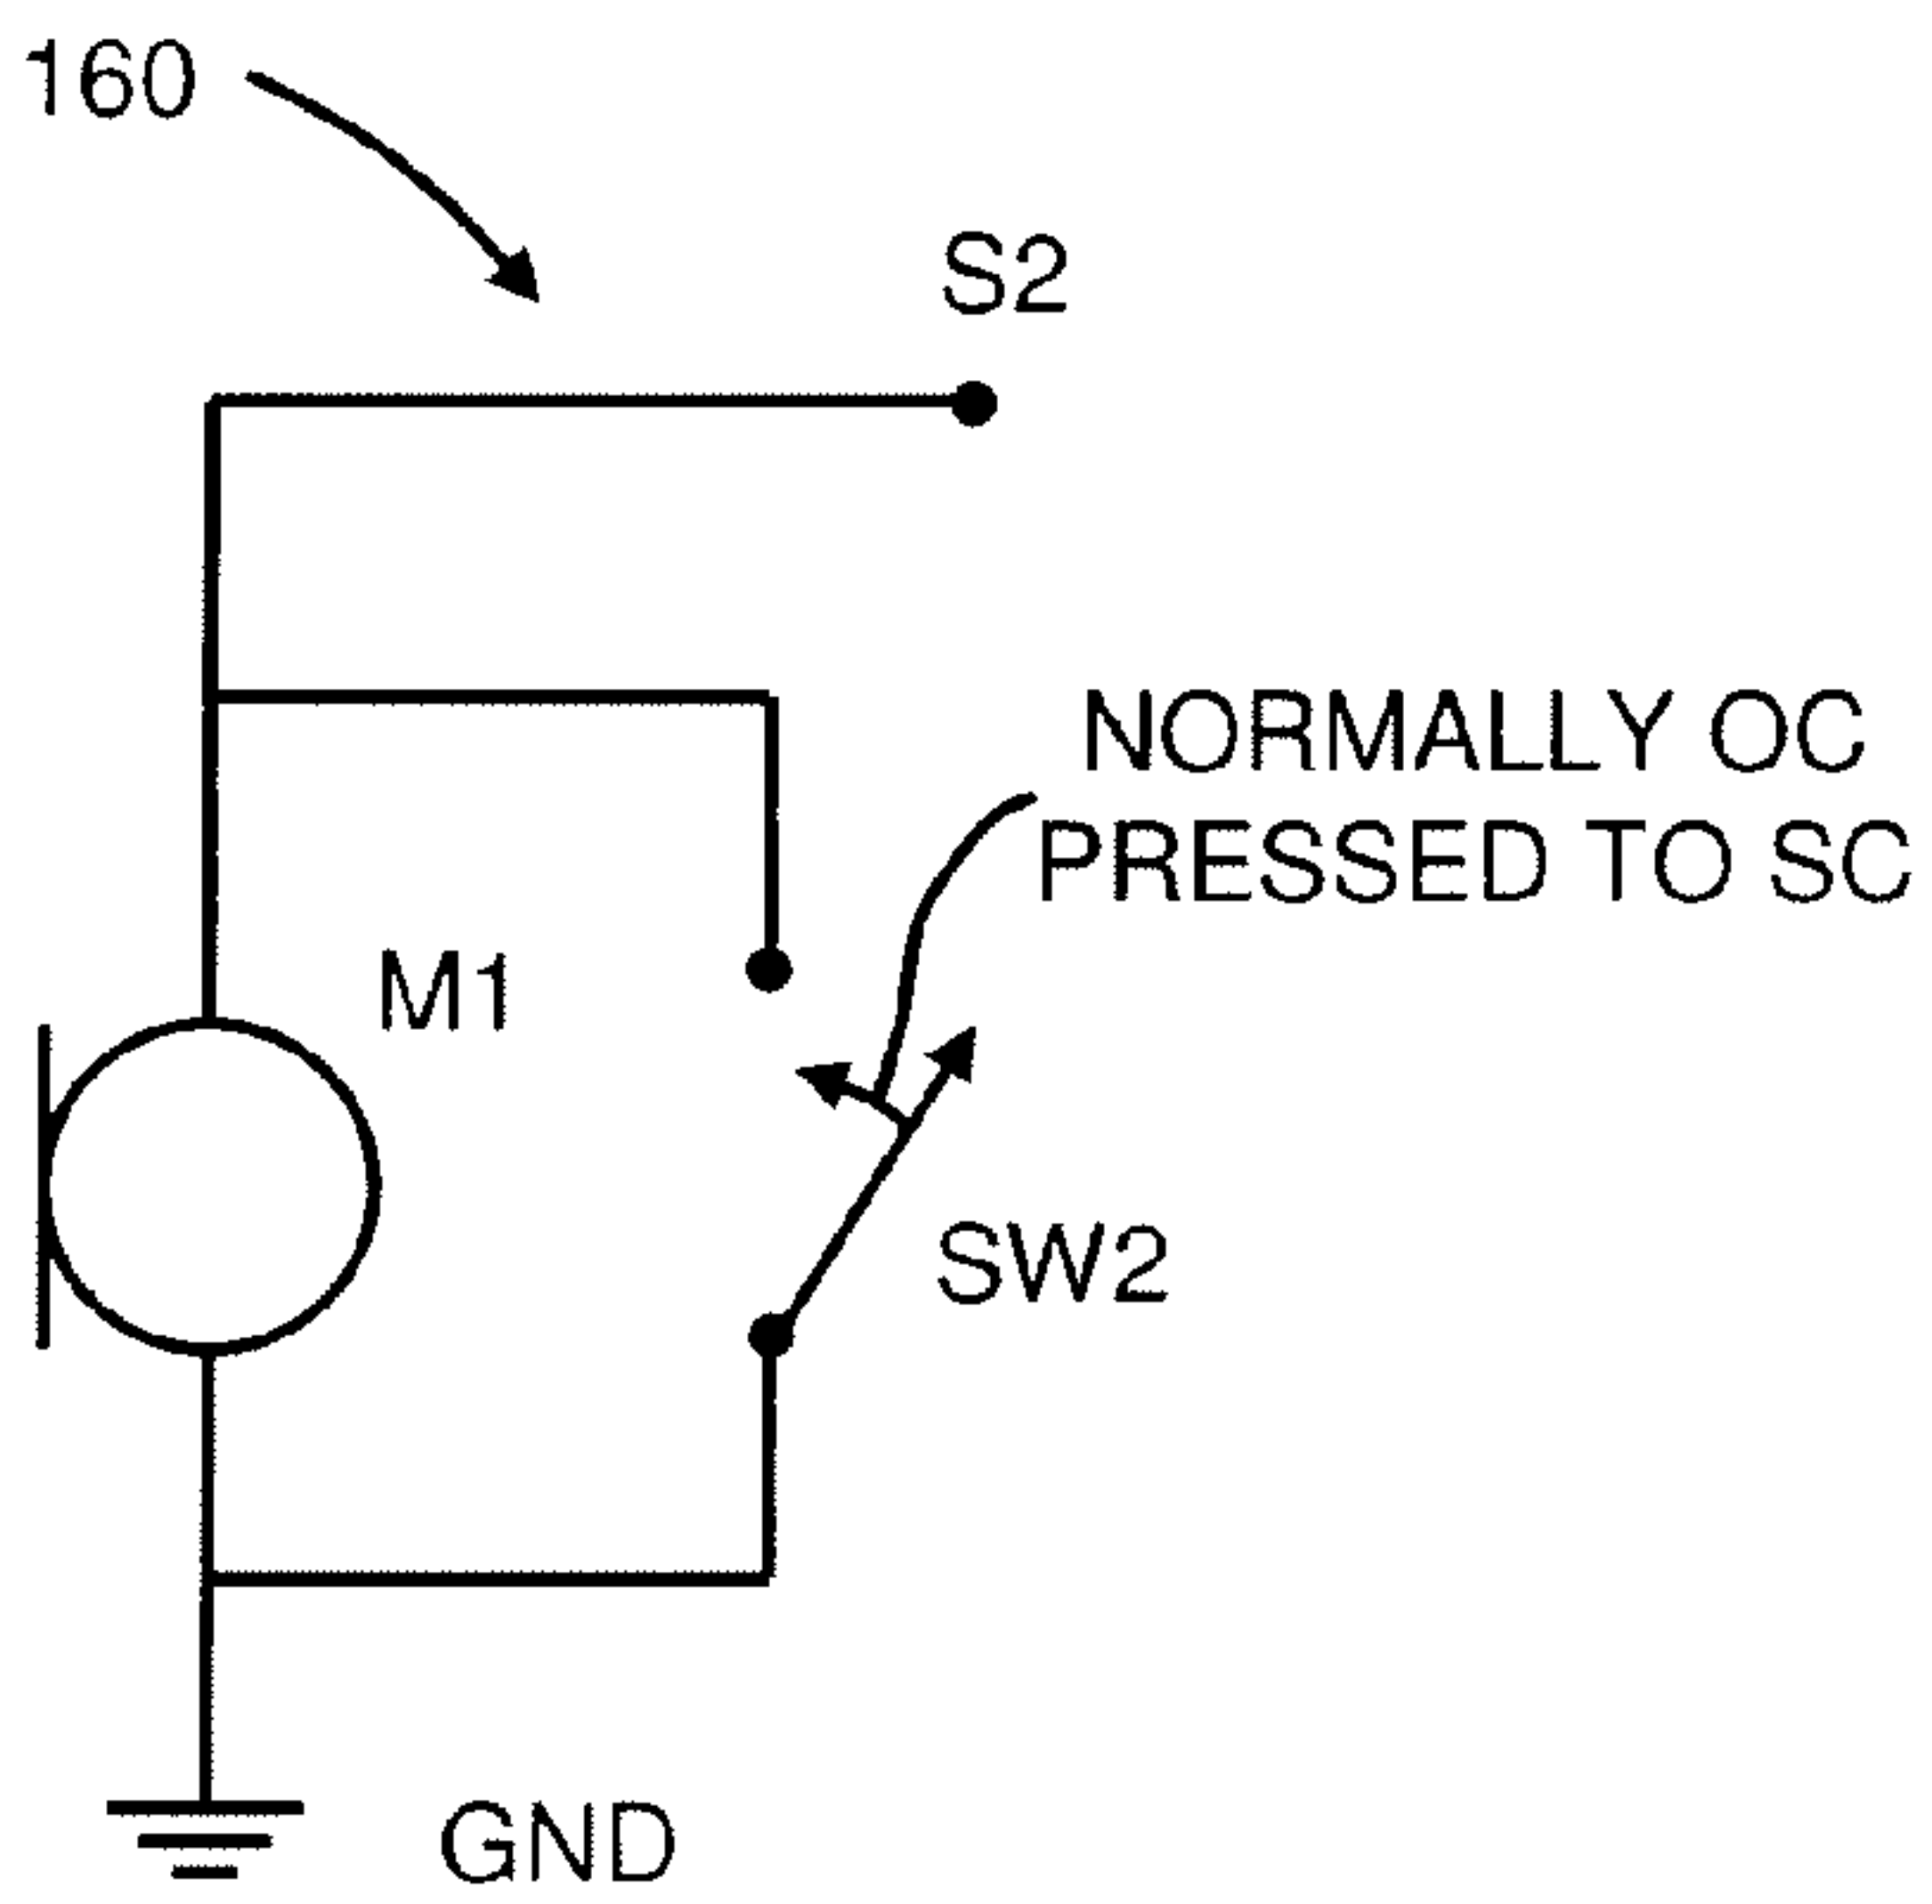 160
S2
NORMALLY OC
PRESSED TO SC
M1
SW2
GND